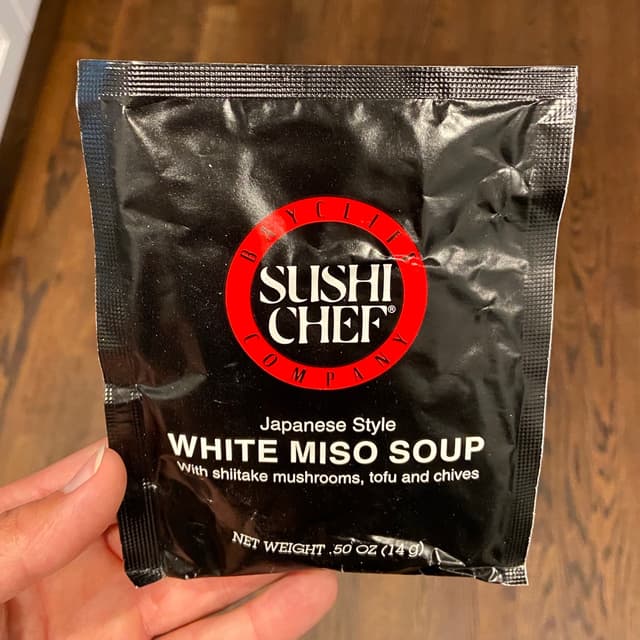 BAYCLIFF
SUSHI
CHEF®
COMPANY
Japanese Style
WHITE MISO SOUP
With shiitake mushrooms, tofu and chives
NET WEIGHT .50 OZ (14 g)